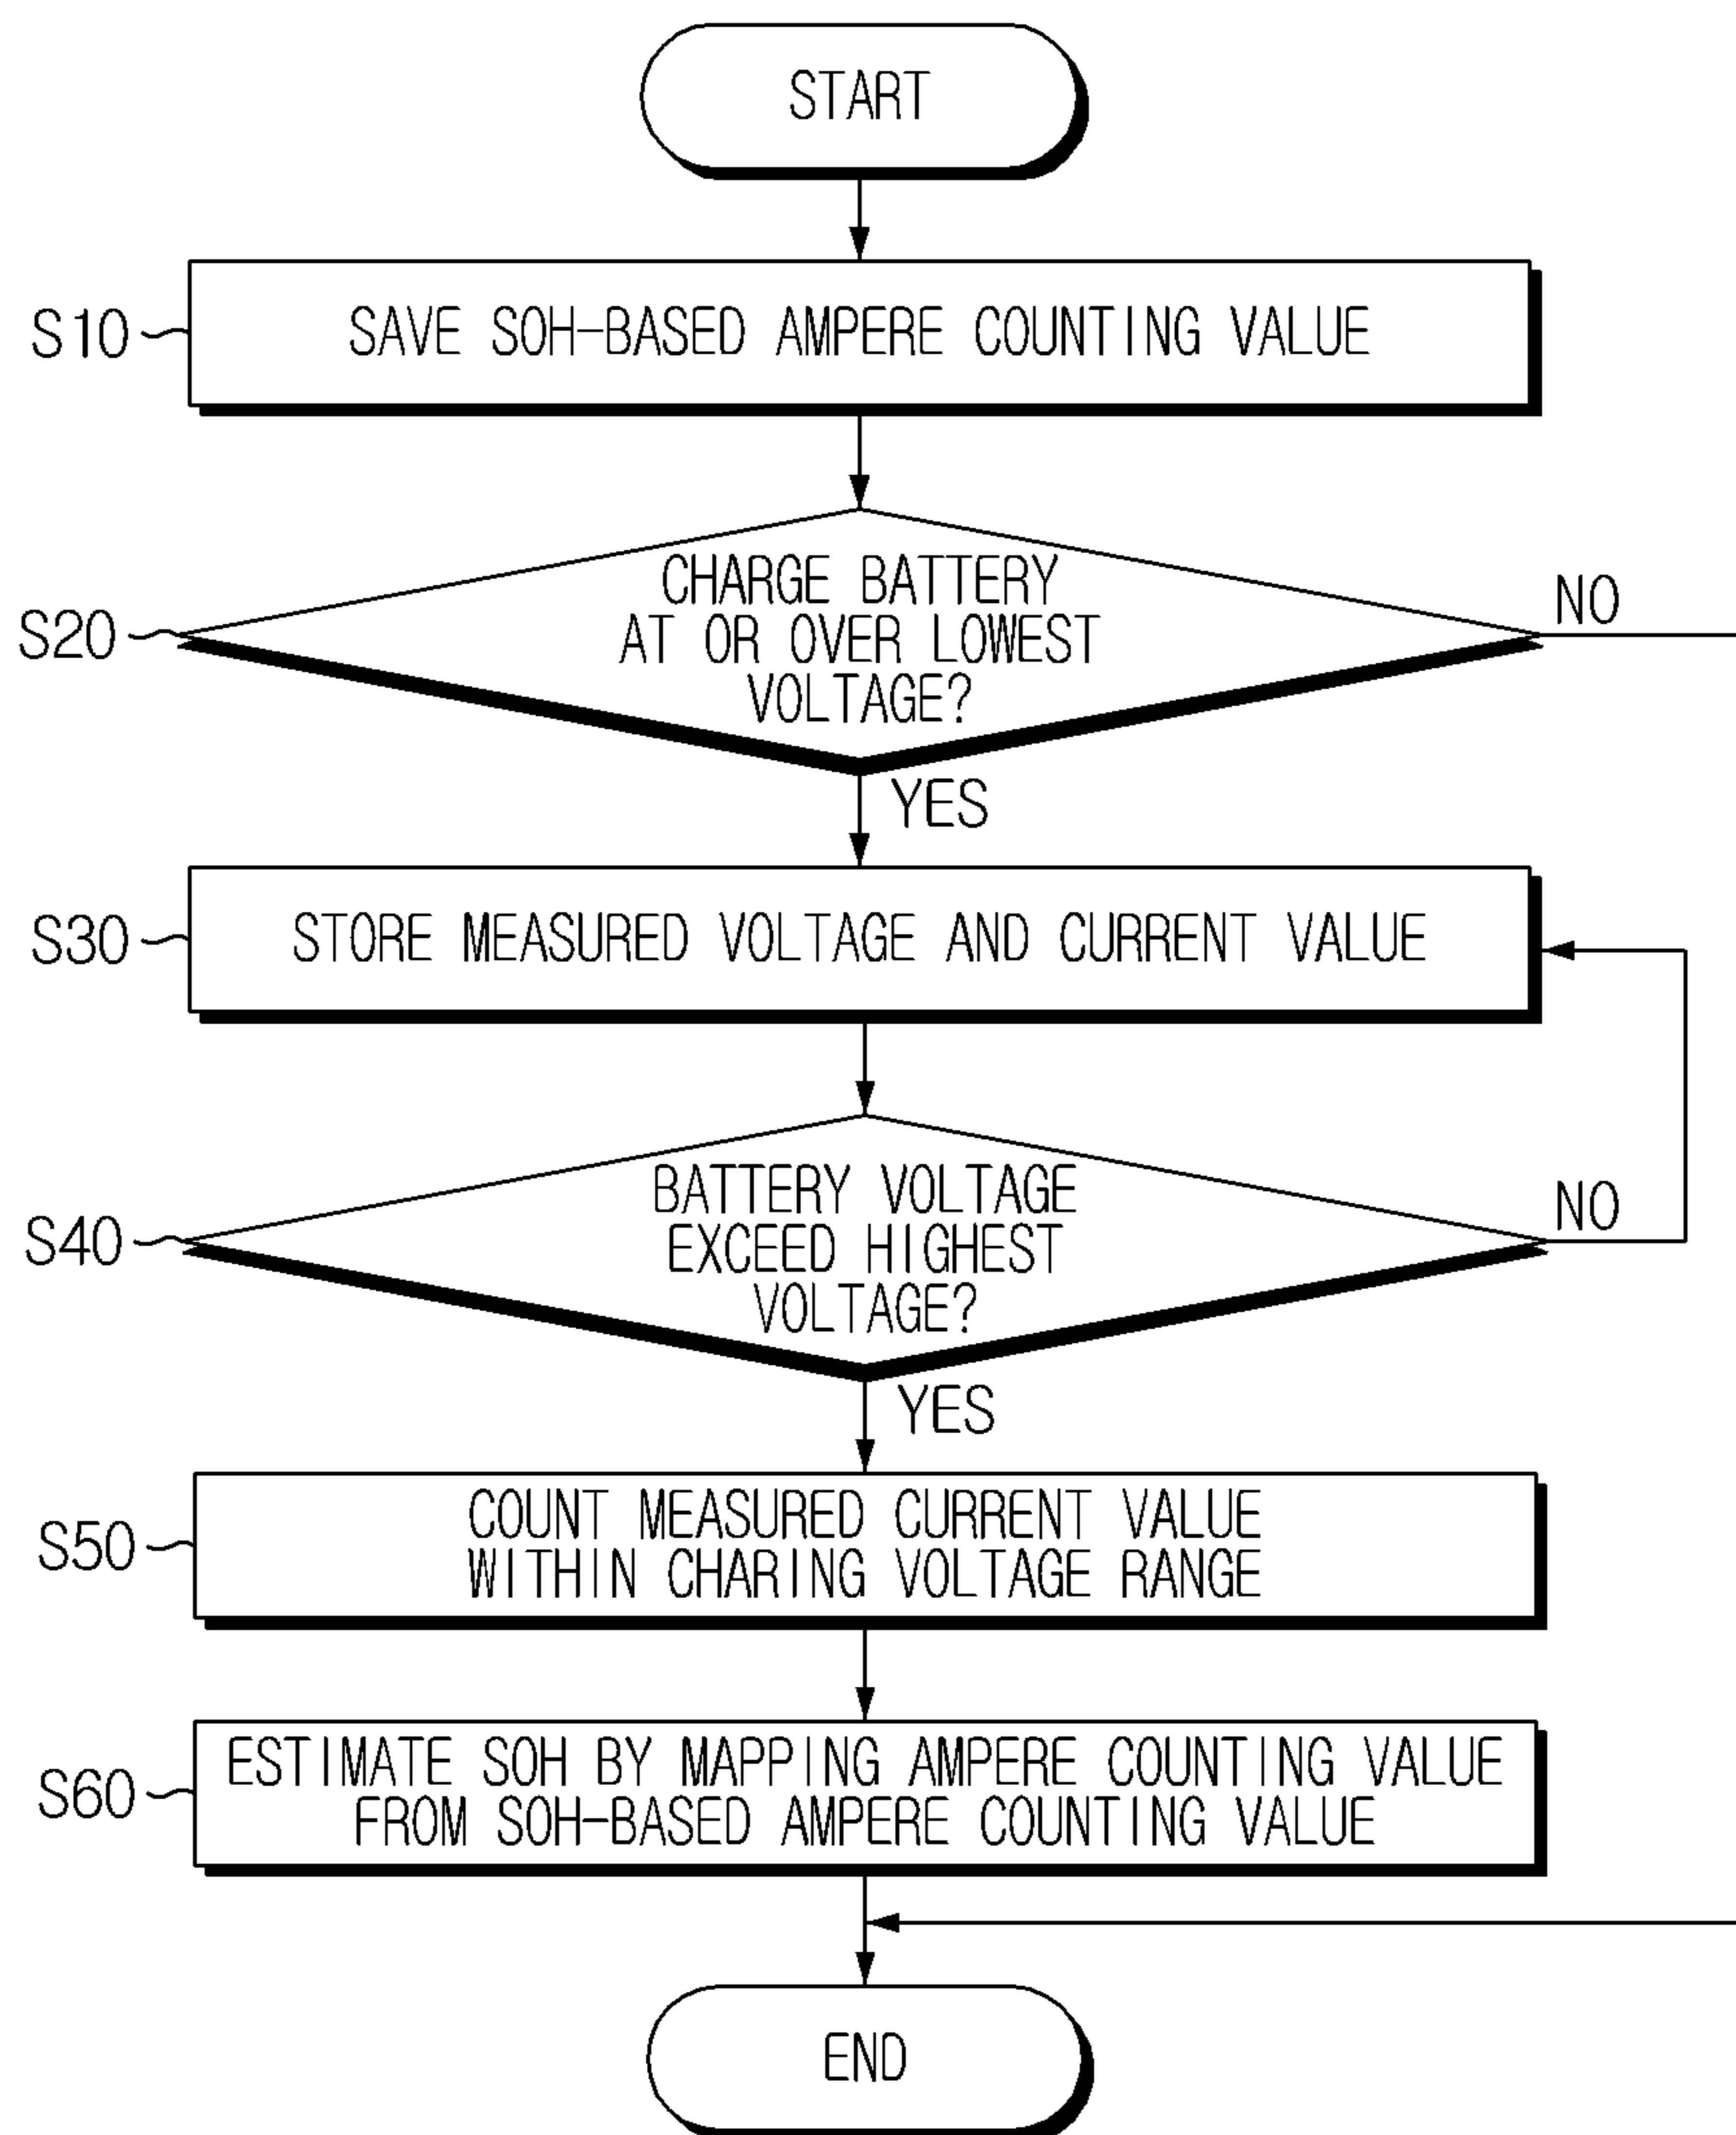 START
S10
SAVE SOH-BASED AMPERE COUNTING VALUE
S20
CHARGE BATTERY
AT OR OVER LOWEST
VOLTAGE?
NO
YES
S30
STORE MEASURED VOLTAGE AND CURRENT VALUE
S40
BATTERY VOLTAGE
EXCEED HIGHEST
VOLTAGE?
NO
YES
S50
COUNT MEASURED CURRENT VALUE
WITHIN CHARING VOLTAGE RANGE
S60
ESTIMATE SOH BY MAPPING AMPERE COUNTING VALUE
FROM SOH-BASED AMPERE COUNTING VALUE
END